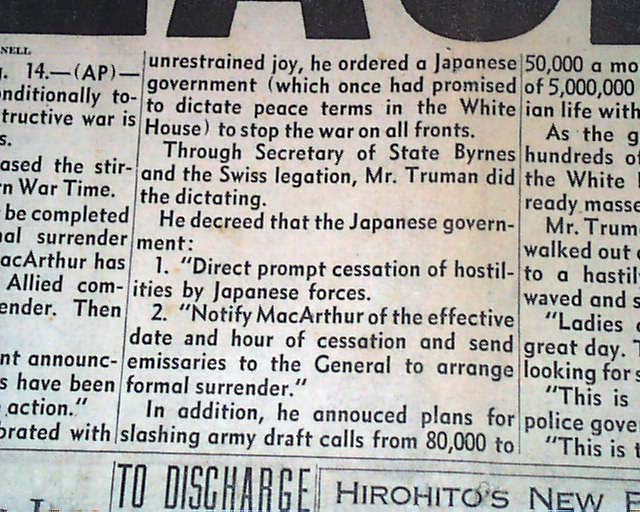 NELL
14.—(AP)—
to-
tructive war is
ased the stir-
War Time.
be completed
surrender
has
Allied com-
ender. Then
announc-
have been
action."
with
unrestrained joy, he ordered a Japanese
government (which once had promised
to dictate peace terms in the White
House) to stop the war on all fronts.
Through Secretary of State Byrnes
and the Swiss legation, Mr. Truman did
the dictating.
He decreed that the Japanese govern-
ment:
1. "Direct prompt cessation of hostil-
ities by Japanese forces.
2. "Notify MacArthur of the effective
date and hour of cessation and send
emissaries to the General to arrange
formal surrender."
In addition, he annouced plans for
slashing army draft calls from 80,000 to
50,000 a mo
of 5,000,000
ian life with
As the g
hundreds of
the White
ready masse
Mr. Trum
walked out
to a hastil
waved and s
"Ladies
great day.
looking for
"This is
police gove
"This is t
TO DISCHARGE
HIROHITO'S NEW